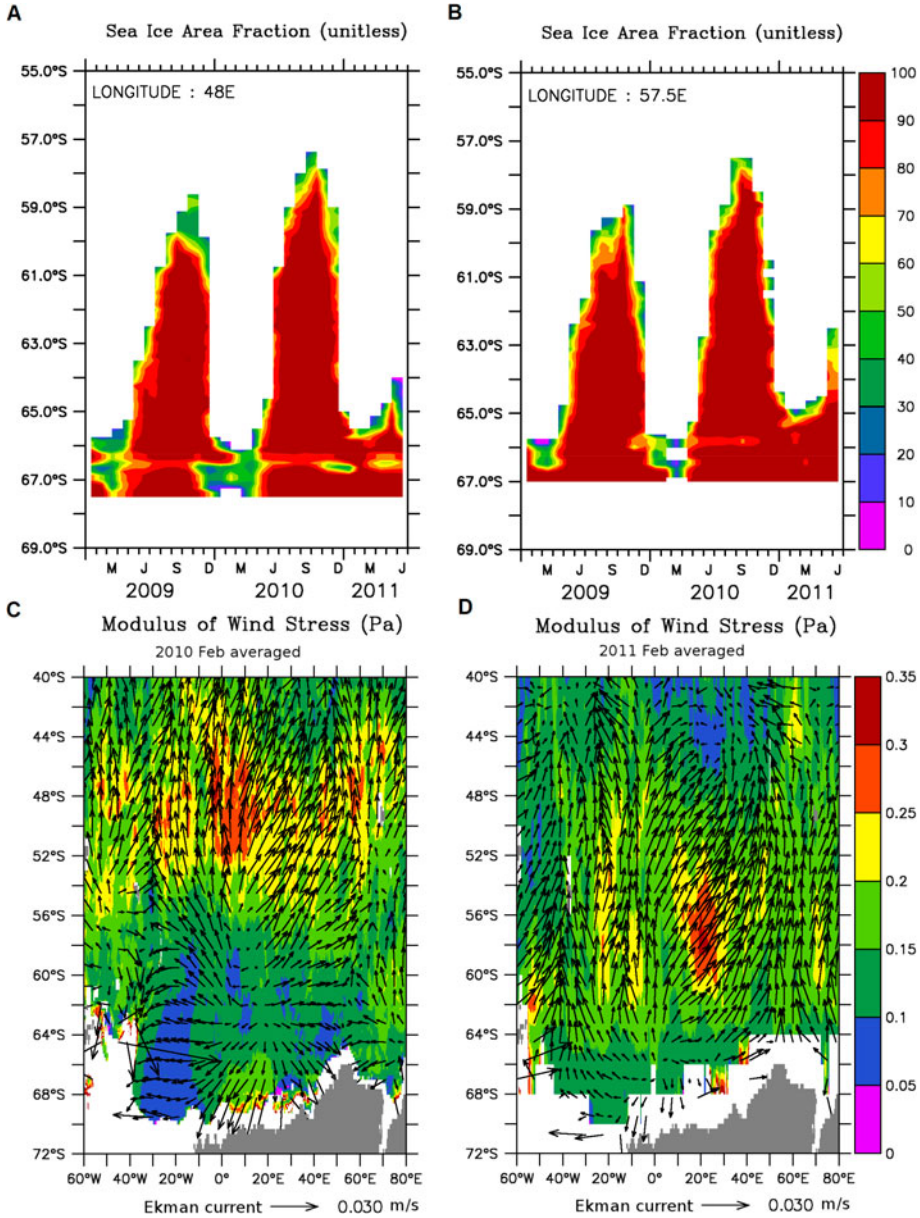 A
Sea Ice Area Fraction (unitless)
LONGITUDE : 48E
55.0°S
57.0°S
59.0°S
61.0°S
63.0°S
65.0°S
67.0°S
69.0°S
M J S D M J S D M J
2009 2010 2011
B
Sea Ice Area Fraction (unitless)
LONGITUDE : 57.5E
55.0°S
57.0°S
59.0°S
61.0°S
63.0°S
65.0°S
67.0°S
69.0°S
M J S D M J S D M J
2009 2010 2011
100
90
80
70
60
50
40
30
20
10
0
C
Modulus of Wind Stress (Pa)
2010 Feb averaged
40°S
44°S
48°S
52°S
56°S
60°S
64°S
68°S
72°S
60°W 40°W 20°W 0° 20°E 40°E 60°E 80°E
Ekman current 0.030 m/s
D
Modulus of Wind Stress (Pa)
2011 Feb averaged
40°S
44°S
48°S
52°S
56°S
60°S
64°S
68°S
72°S
60°W 40°W 20°W 0° 20°E 40°E 60°E 80°E
Ekman current 0.030 m/s
0.35
0.3
0.25
0.2
0.15
0.1
0.05
0